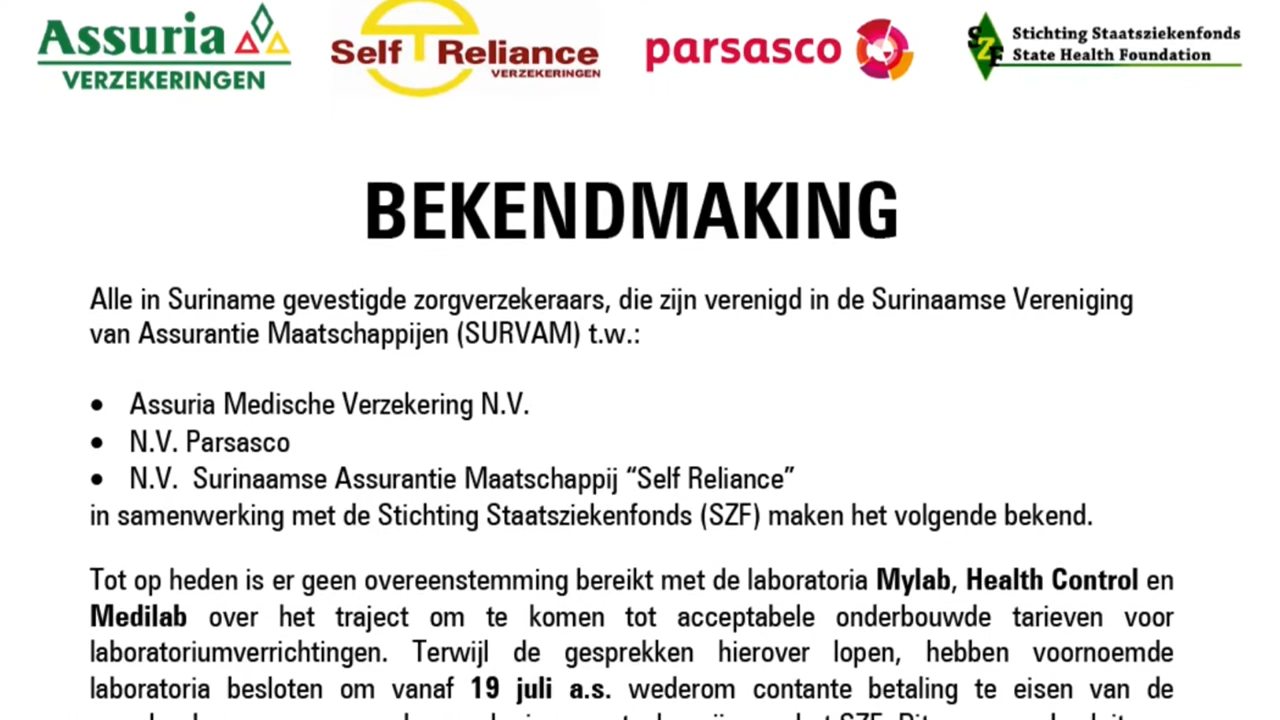 Assuria
VERZEKERINGEN
Self Reliance
VERZEKERINGEN
parsasco
SZF
Stichting Staatsziekenfonds
State Health Foundation
BEKENDMAKING
Alle in Suriname gevestigde zorgverzekeraars, die zijn verenigd in de Surinaamse Vereniging
van Assurantie Maatschappijen (SURVAM) t.w.:
• Assuria Medische Verzekering N.V.
• N.V. Parsasco
• N.V. Surinaamse Assurantie Maatschappij “Self Reliance”
in samenwerking met de Stichting Staatsziekenfonds (SZF) maken het volgende bekend.
Tot op heden is er geen overeenstemming bereikt met de laboratoria Mylab, Health Control en
Medilab over het traject om te komen tot acceptabele onderbouwde tarieven voor
laboratoriumverrichtingen. Terwijl de gesprekken hierover lopen, hebben voornoemde
laboratoria besloten om vanaf 19 juli a.s. wederom contante betaling te eisen van de